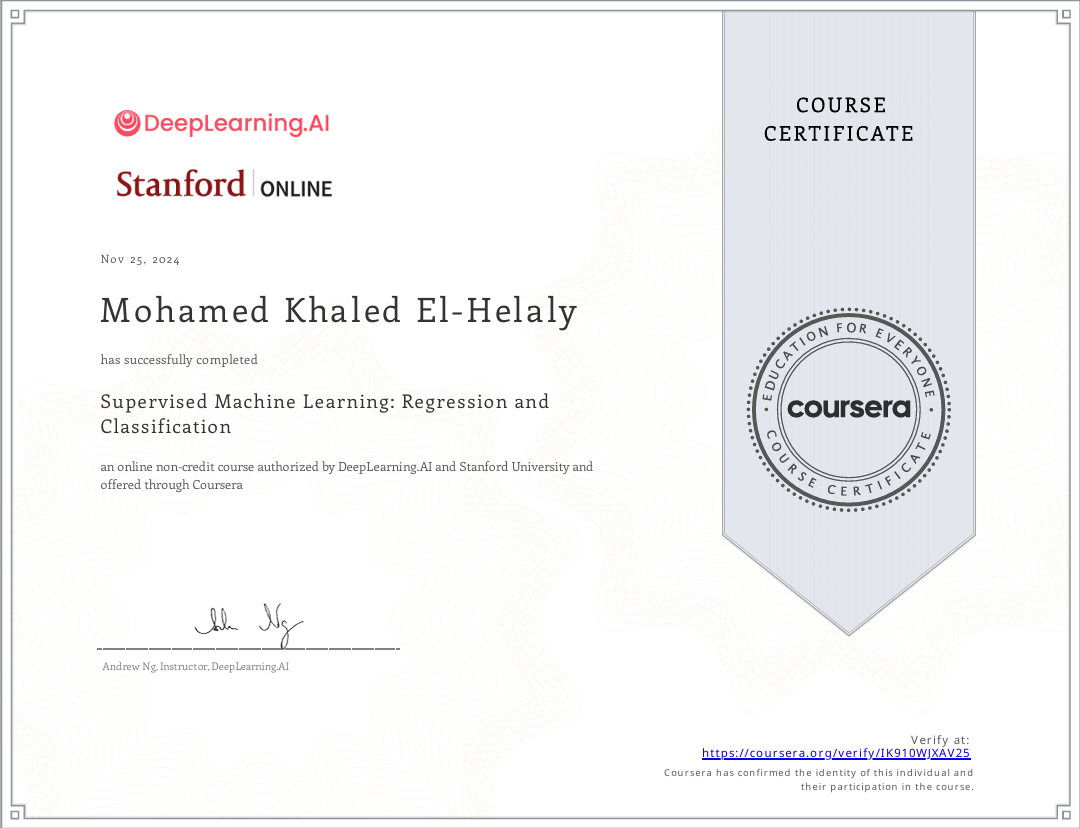 DeepLearning.AI
Stanford ONLINE
Nov 25, 2024
Mohamed Khaled El-Helaly
has successfully completed
Supervised Machine Learning: Regression and
Classification
an online non-credit course authorized by DeepLearning.AI and Stanford University and
offered through Coursera
Andrew Ng, Instructor, DeepLearning.AI
COURSE
CERTIFICATE
EDUCATION FOR EVERYONE
coursera
COURSE CERTIFICATE
Verify at:
https://coursera.org/verify/IK910WJXAV25
Coursera has confirmed the identity of this individual and
their participation in the course.